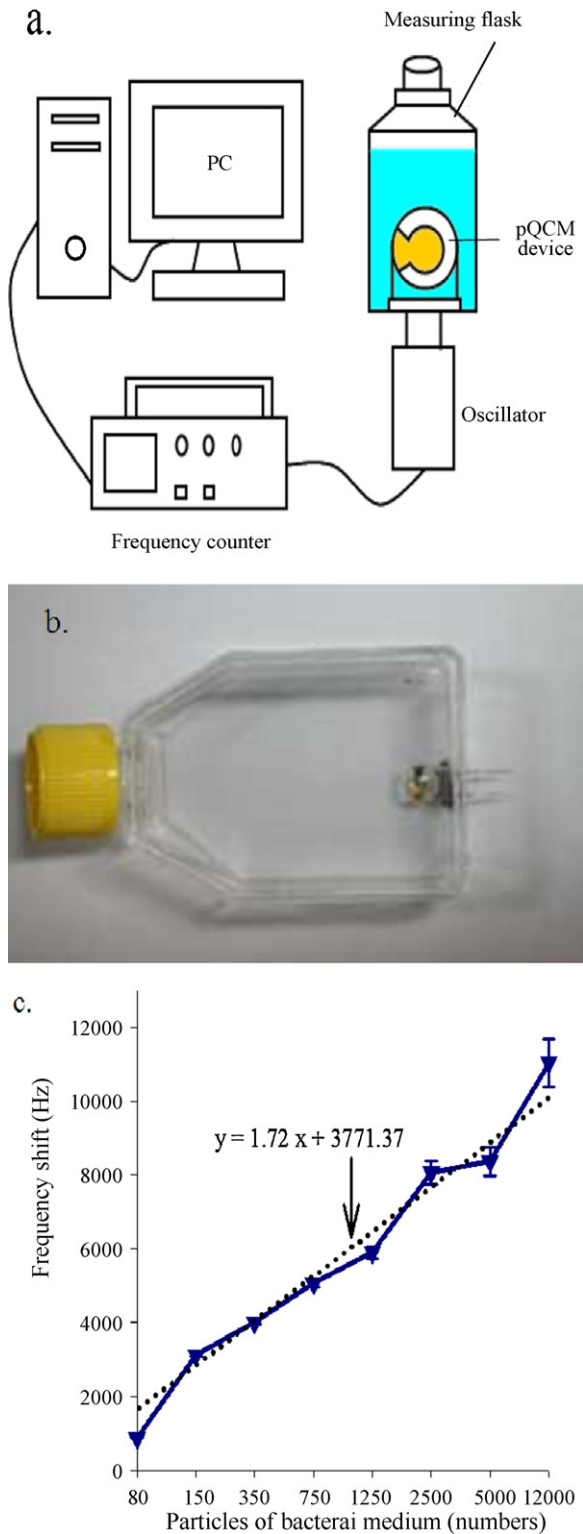 a.
Measuring flask
PC
pQCM
device
Oscillator
Frequency counter
b.
c.
Frequency shift (Hz)
12000
10000
8000
6000
4000
2000
0
y = 1.72 x + 3771.37
80 150 350 750 1250 2500 5000 12000
Particles of bacterai medium (numbers)